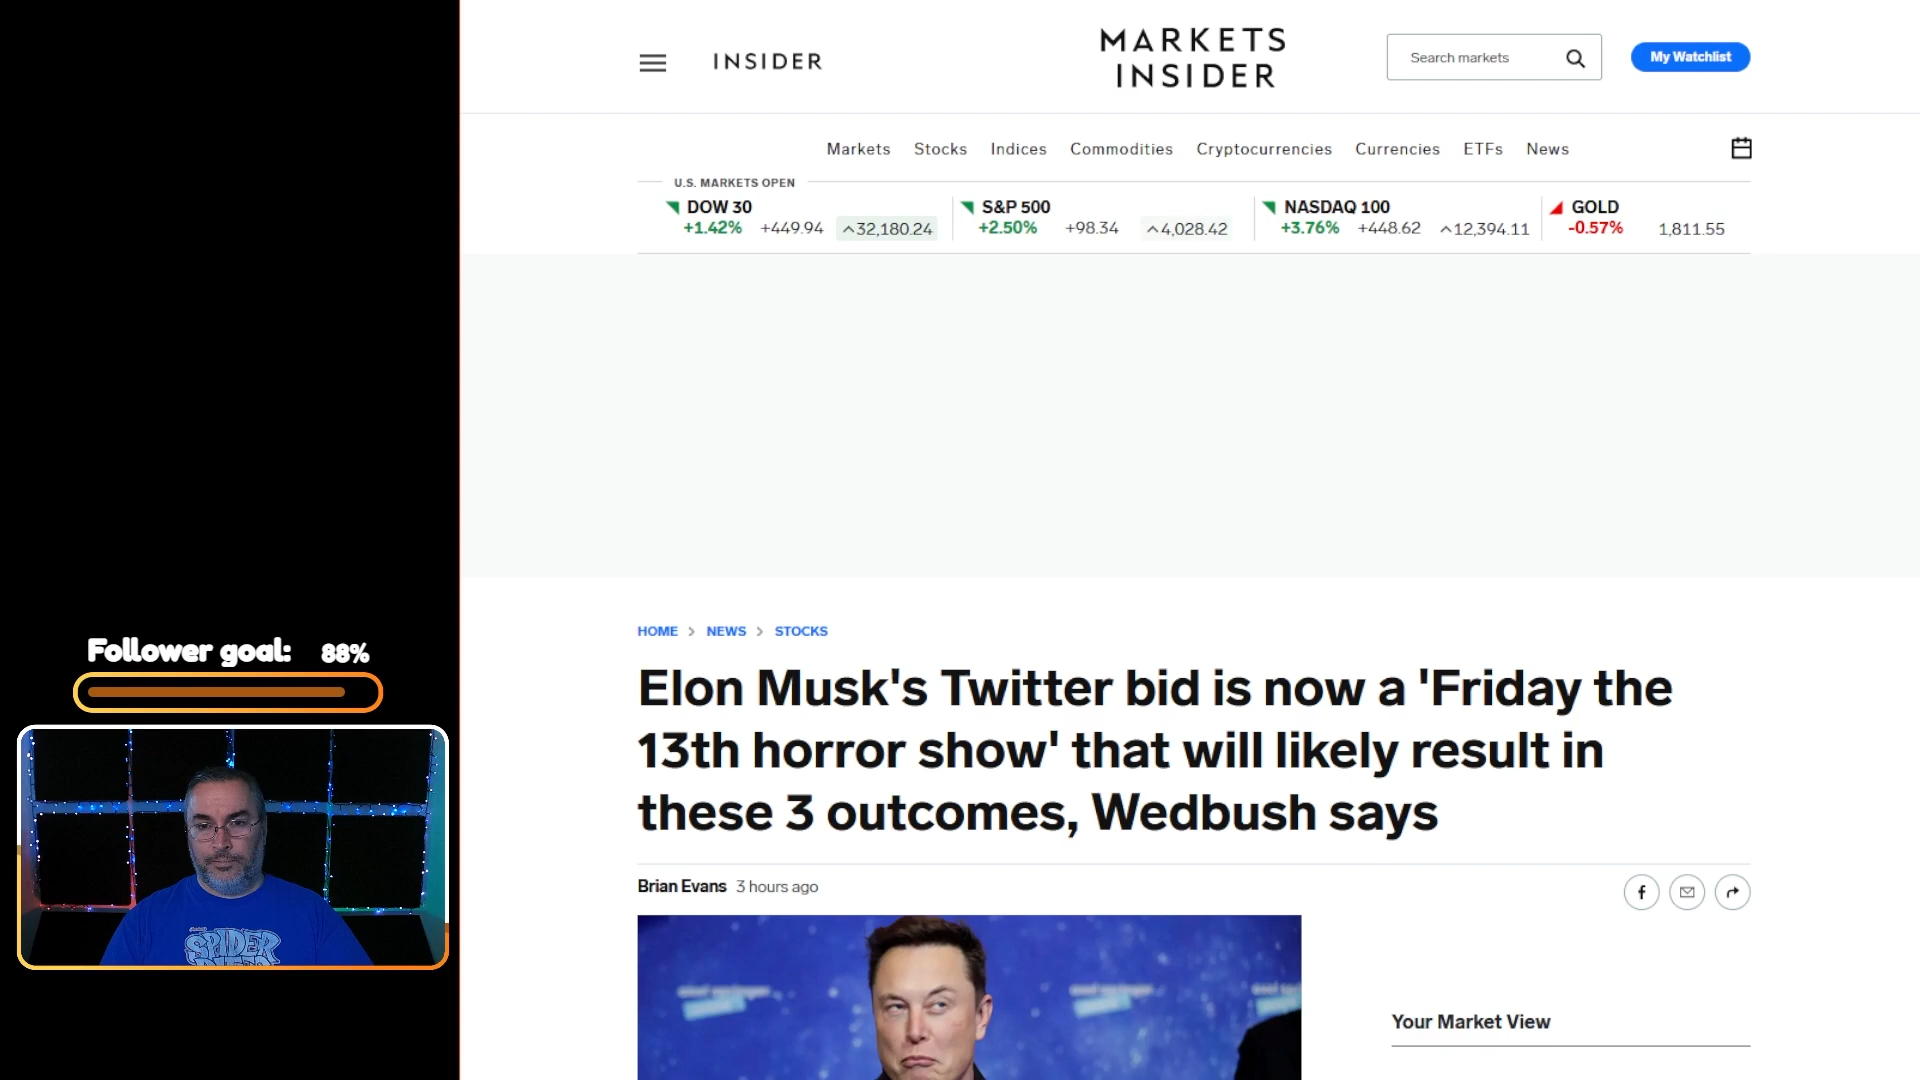 INSIDER
MARKETS
INSIDER
Search markets
My Watchlist
Markets Stocks Indices Commodities Cryptocurrencies Currencies ETFs News
U.S. MARKETS OPEN
DOW 30
+1.42% +449.94 32,180.24
S&P 500
+2.50% +98.34 4,028.42
NASDAQ 100
+3.76% +448.62 12,394.11
GOLD
-0.57% 1,811.55
HOME > NEWS > STOCKS
Elon Musk's Twitter bid is now a 'Friday the
13th horror show' that will likely result in
these 3 outcomes, Wedbush says
Brian Evans 3 hours ago
Your Market View
Follower goal: 88%
SPIDER